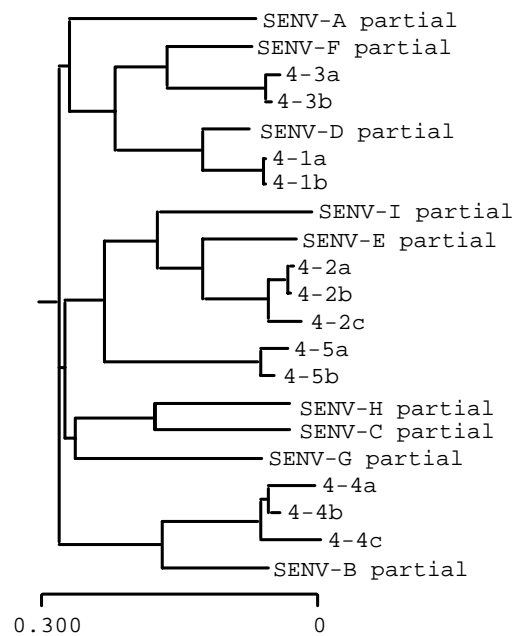 SENV-A partial
SENV-F partial
4-3a
4-3b
SENV-D partial
4-1a
4-1b
SENV-I partial
SENV-E partial
4-2a
4-2b
4-2c
4-5a
4-5b
SENV-H partial
SENV-C partial
SENV-G partial
4-4a
4-4b
4-4c
SENV-B partial
0.300 0